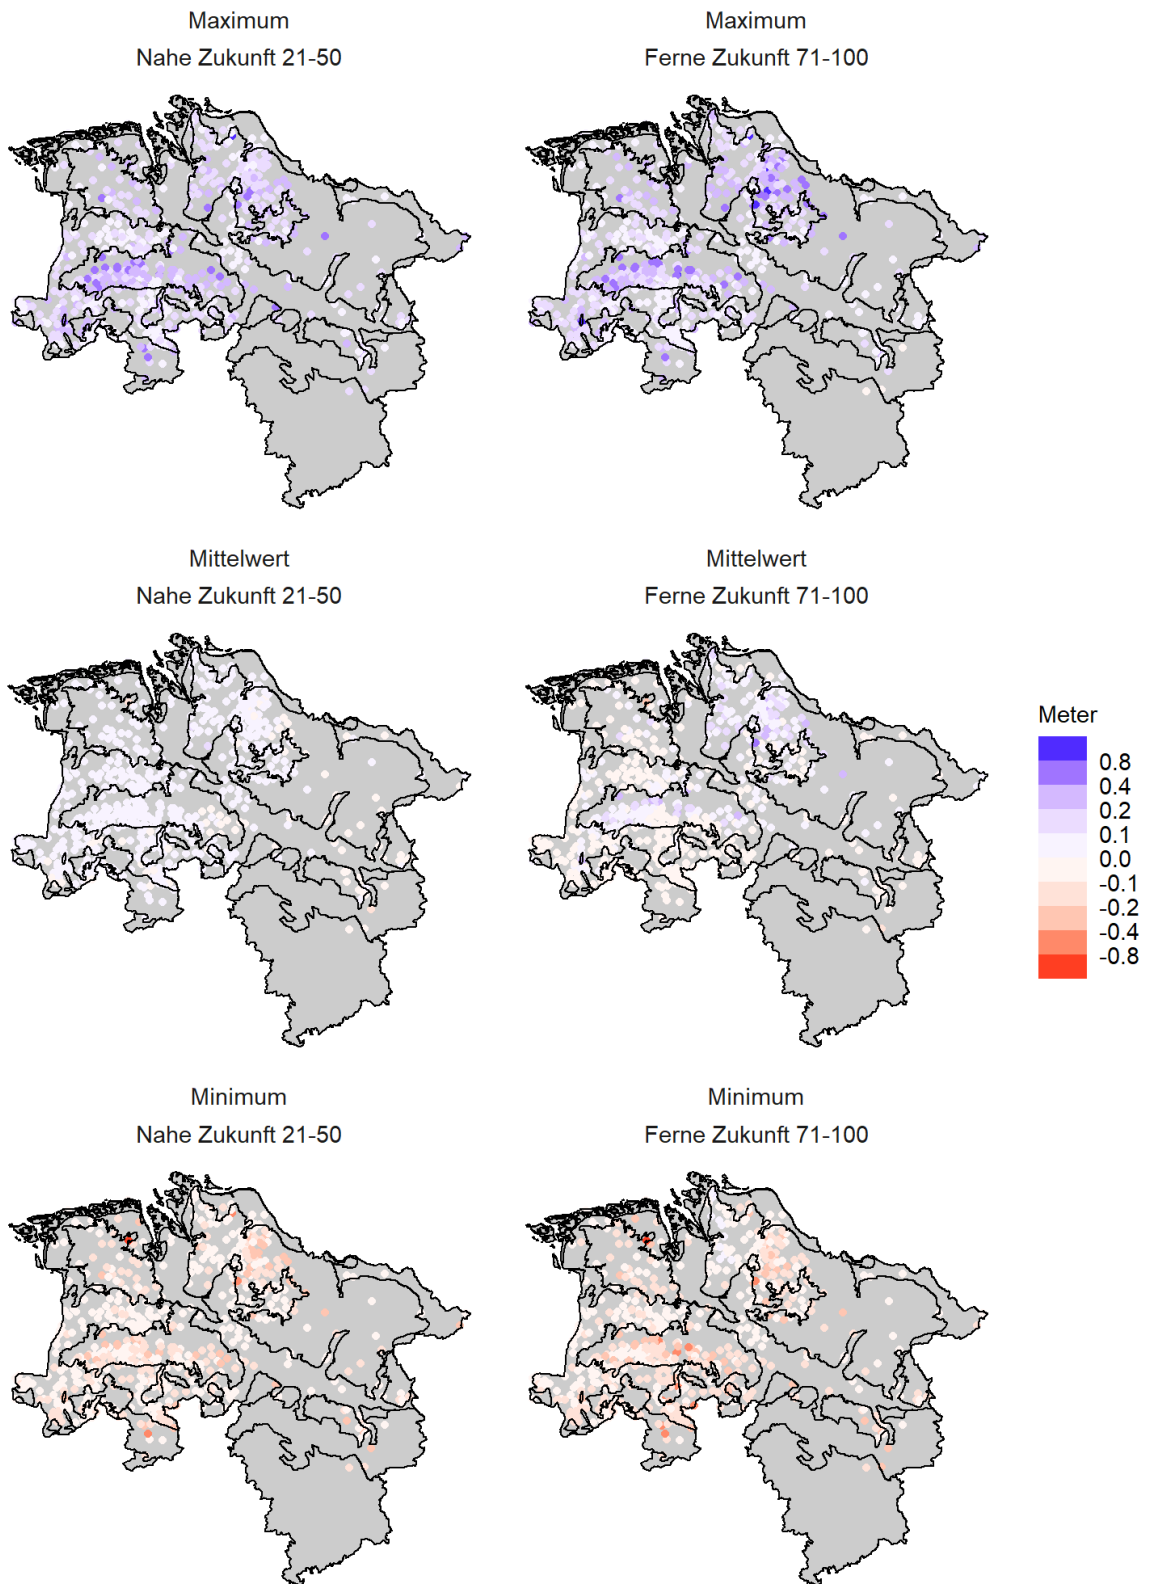 Maximum
Nahe Zukunft 21-50
Maximum
Ferne Zukunft 71-100
Mittelwert
Nahe Zukunft 21-50
Mittelwert
Ferne Zukunft 71-100
Meter
0.8
0.4
0.2
0.1
0.0
-0.1
-0.2
-0.4
-0.8
Minimum
Nahe Zukunft 21-50
Minimum
Ferne Zukunft 71-100